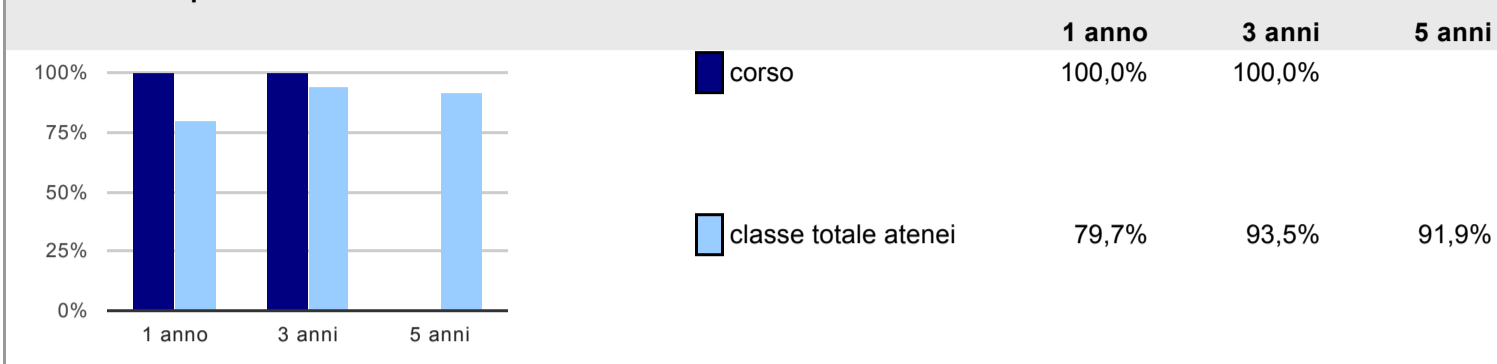 1 anno 3 anni 5 anni
100%
75%
50%
25%
0%
1 anno 3 anni 5 anni
corso 100,0% 100,0%
classe totale atenei 79,7% 93,5% 91,9%